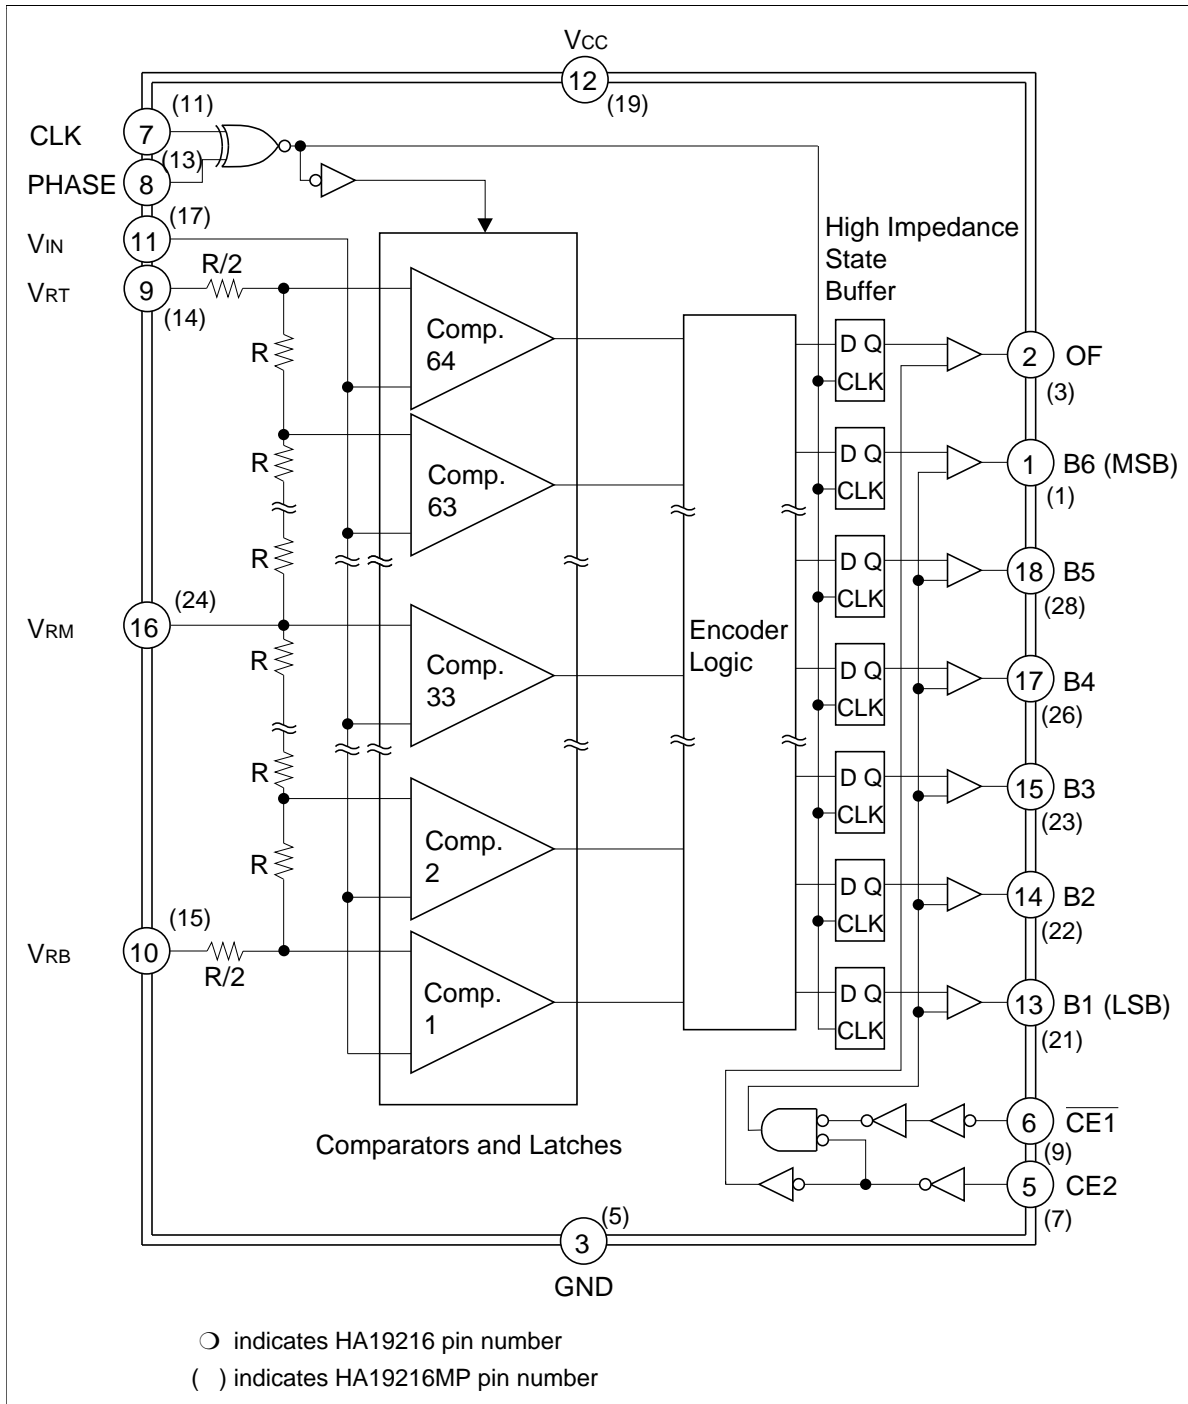 VCC
12
(19)
(11)
CLK
7
(13)
PHASE
8
(17)
VIN
11
R/2
VRT
9
(14)
High Impedance
State
Buffer
R
Comp.
64
D Q
CLK
2
OF
(3)
R
Comp.
63
D Q
CLK
1
B6 (MSB)
(1)
R
D Q
CLK
18
B5
(28)
(24)
VRM
16
R
Comp.
33
Encoder
Logic
D Q
CLK
17
B4
(26)
R
D Q
CLK
15
B3
(23)
R
Comp.
2
D Q
CLK
14
B2
(22)
(15)
VRB
10
R/2
Comp.
1
D Q
CLK
13
B1 (LSB)
(21)
Comparators and Latches
6
CE1
(9)
5
CE2
(7)
3
(5)
GND
❍ indicates HA19216 pin number
( ) indicates HA19216MP pin number